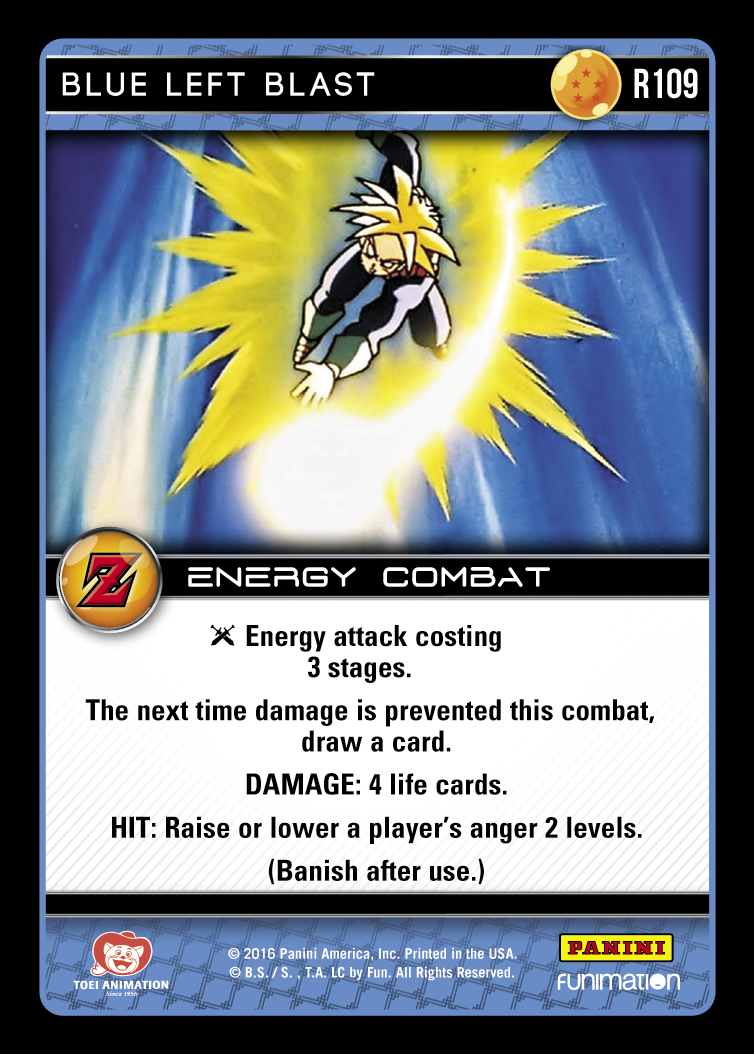 BLUE LEFT BLAST
R109
Z
ENERGY COMBAT
Energy attack costing
3 stages.
The next time damage is prevented this combat,
draw a card.
DAMAGE: 4 life cards.
HIT: Raise or lower a player's anger 2 levels.
(Banish after use.)
TOEI ANIMATION
Since 1956
© 2016 Panini America, Inc. Printed in the USA.
© B.S. / S. , T.A. LC by Fun. All Rights Reserved.
PANINI
FUNIMATION